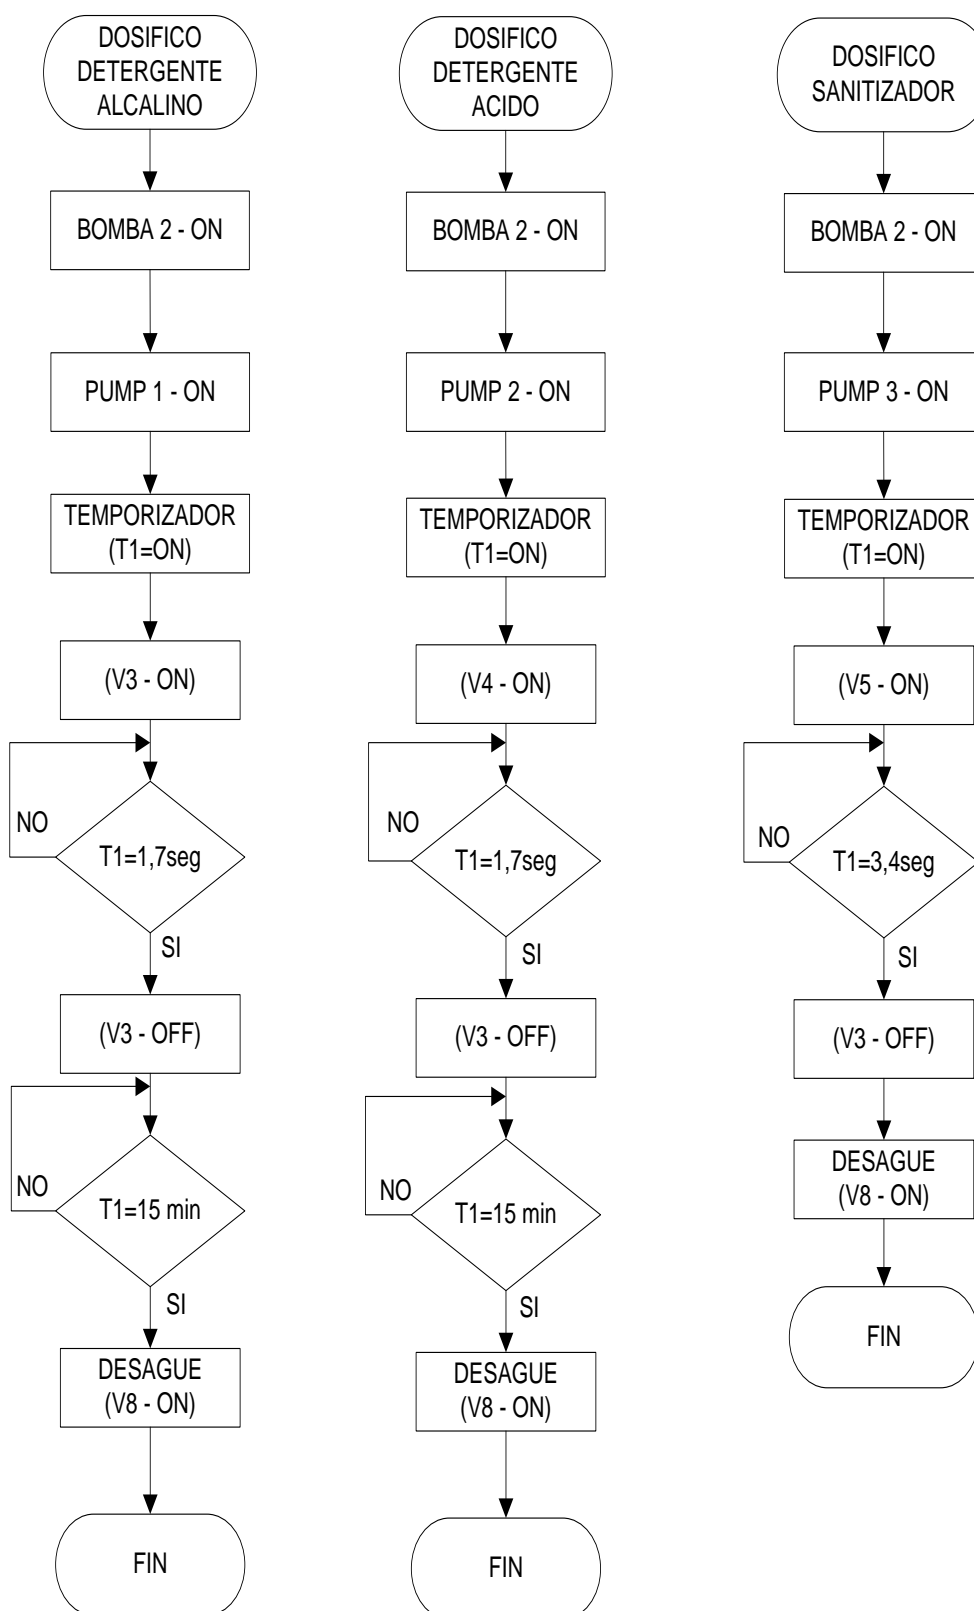 DOSIFICO
DETERGENTE
ALCALINO
BOMBA 2 - ON
PUMP 1 - ON
TEMPORIZADOR
(T1=ON)
(V3 - ON)
NO
T1=1,7seg
SI
(V3 - OFF)
NO
T1=15 min
SI
DESAGUE
(V8 - ON)
FIN
DOSIFICO
DETERGENTE
ACIDO
BOMBA 2 - ON
PUMP 2 - ON
TEMPORIZADOR
(T1=ON)
(V4 - ON)
NO
T1=1,7seg
SI
(V3 - OFF)
NO
T1=15 min
SI
DESAGUE
(V8 - ON)
FIN
DOSIFICO
SANITIZADOR
BOMBA 2 - ON
PUMP 3 - ON
TEMPORIZADOR
(T1=ON)
(V5 - ON)
NO
T1=3,4seg
SI
(V3 - OFF)
DESAGUE
(V8 - ON)
FIN